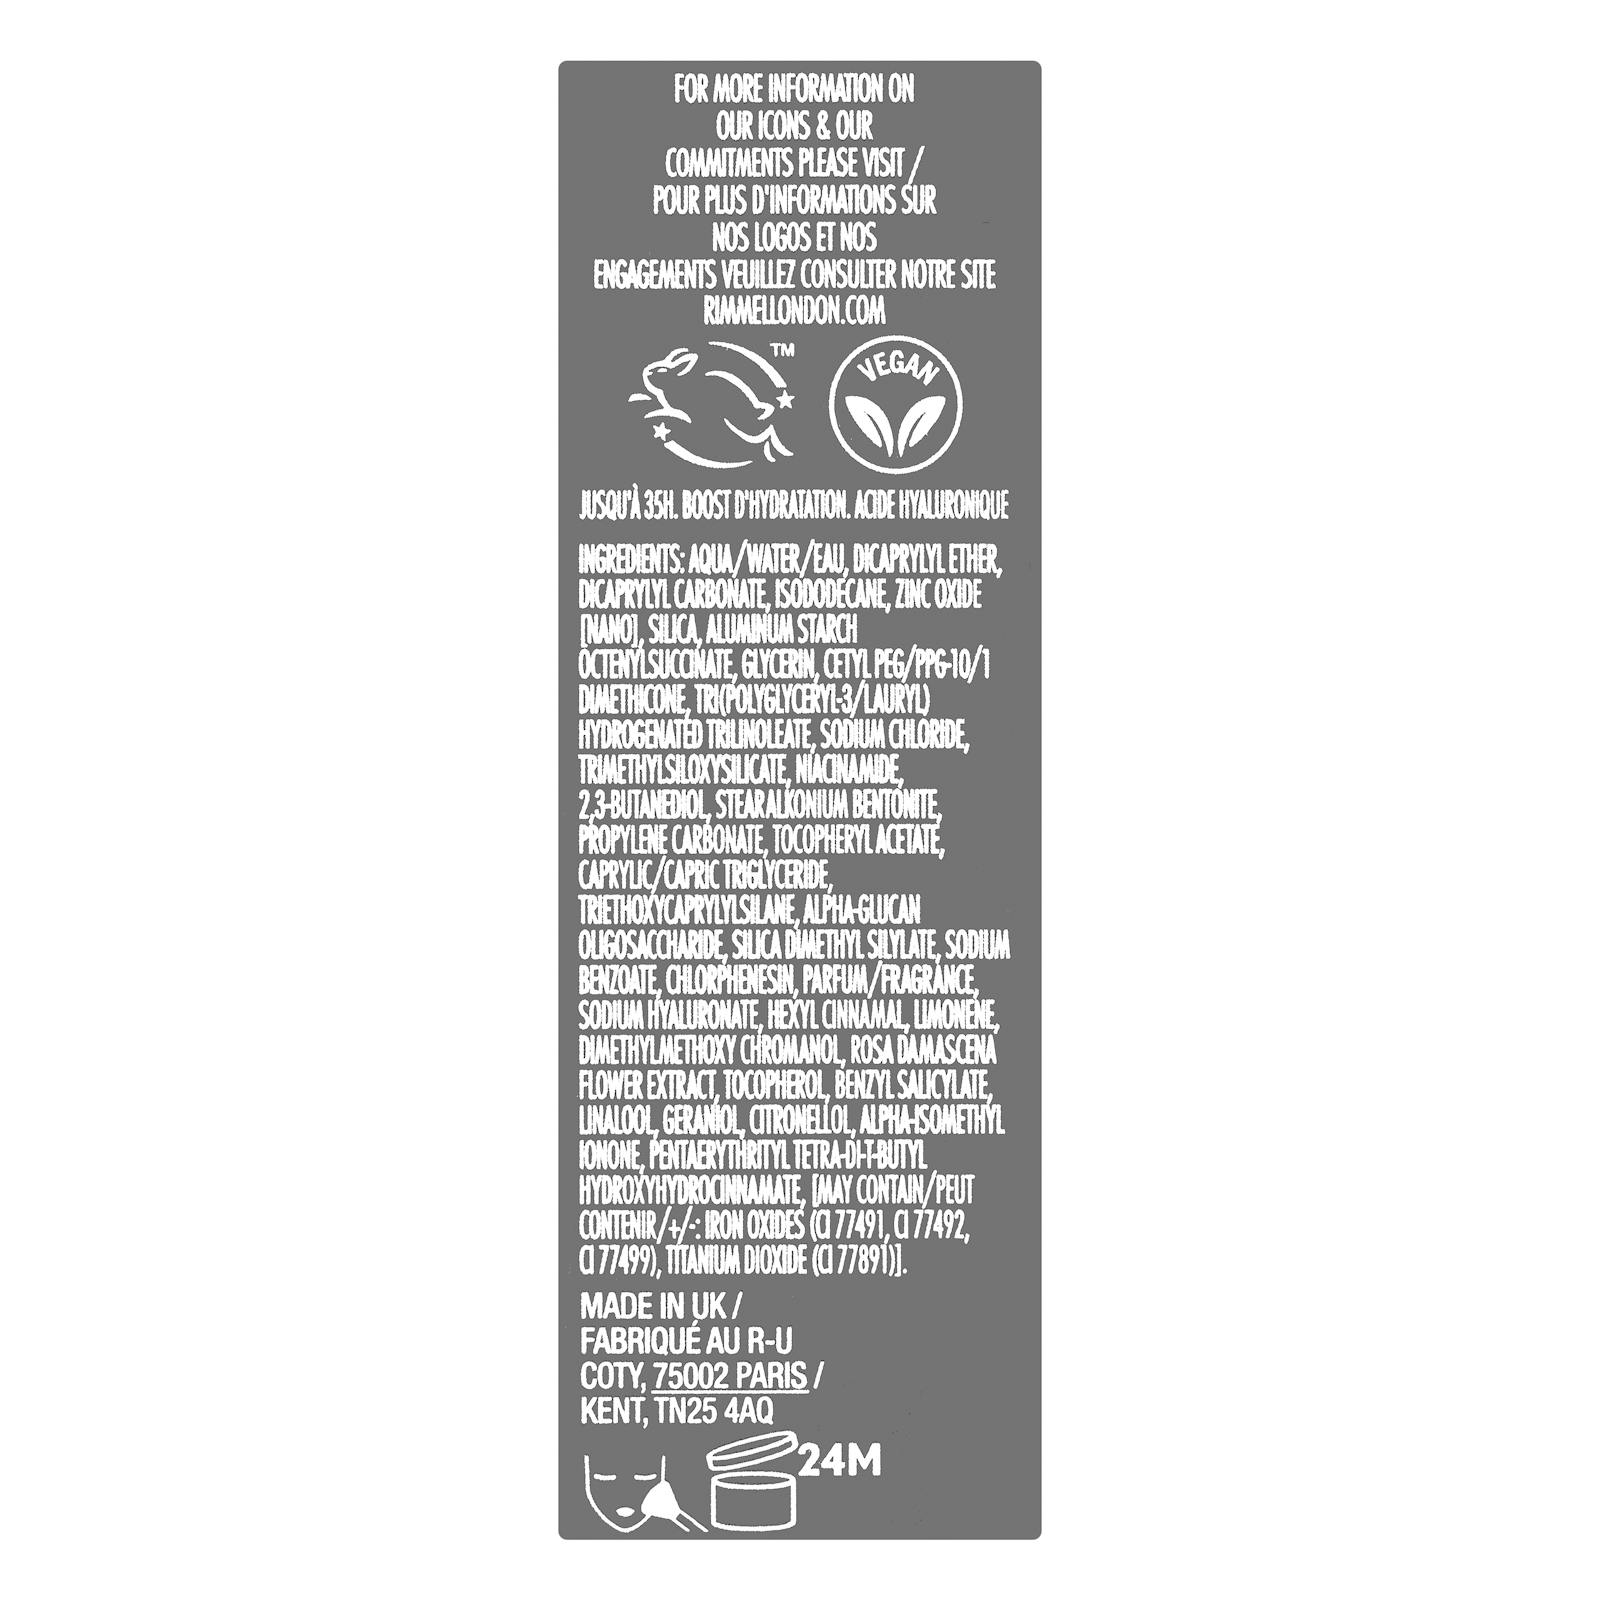 FOR MORE INFORMATION ON
OUR ICONS & OUR
COMMITMENTS PLEASE VISIT /
POUR PLUS D'INFORMATIONS SUR
NOS LOGOS ET NOS
ENGAGEMENTS VEUILLEZ CONSULTER NOTRE SITE
RIMMELLONDON.COM
TM
VEGAN
JUSQU'À 35H. BOOST D'HYDRATATION. ACIDE HYALURONIQUE
INGREDIENTS: AQUA/WATER/EAU, DICAPRYLYL ETHER,
DICAPRYLYL CARBONATE, ISODODECANE, ZINC OXIDE
[NANO], SILICA, ALUMINUM STARCH
OCTENYLSUCCINATE, GLYCERIN, CETYL PEG/PPG-10/1
DIMETHICONE, TRI(POLYGLYCERYL-3/LAURYL)
HYDROGENATED TRILINOLEATE, SODIUM CHLORIDE,
TRIMETHYLSILOXYSILICATE, NIACINAMIDE,
2,3-BUTANEDIOL, STEARALKONIUM BENTONITE,
PROPYLENE CARBONATE, TOCOPHERYL ACETATE,
CAPRYLIC/CAPRIC TRIGLYCERIDE,
TRIETHOXYCAPRYLYLSILANE, ALPHA-GLUCAN
OLIGOSACCHARIDE, SILICA DIMETHYL SILYLATE, SODIUM
BENZOATE, CHLORPHENESIN, PARFUM/FRAGRANCE,
SODIUM HYALURONATE, HEXYL CINNAMAL, LIMONENE,
DIMETHYLMETHOXY CHROMANOL, ROSA DAMASCENA
FLOWER EXTRACT, TOCOPHEROL, BENZYL SALICYLATE,
LINALOOL, GERANIOL, CITRONELLOL, ALPHA-ISOMETHYL
IONONE, PENTAERYTHRITYL TETRA-DI-T-BUTYL
HYDROXYHYDROCINNAMATE, [MAY CONTAIN/PEUT
CONTENIR/+/-: IRON OXIDES (CI 77491, CI 77492,
CI 77499), TITANIUM DIOXIDE (CI 77891)].
MADE IN UK /
FABRIQUÉ AU R-U
COTY, 75002 PARIS /
KENT, TN25 4AQ
24M